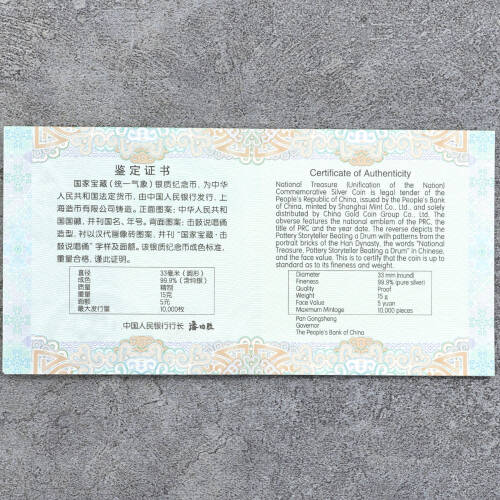 鉴定证书
国家宝藏（统一气象）银质纪念币，为中华
人民共和国法定货币，由中国人民银行发行，上
海造币有限公司铸造。正面图案：中华人民共和
国国徽，并刊国名、年号。背面图案：击鼓说唱俑
造型，衬以汉代画像砖图案，并刊“国家宝藏·击
鼓说唱俑”字样及面额。该银质纪念币成色标准，
重量合格，谨此证明。
直径 33毫米（圆形）
成色 99.9%（含纯银）
质量 精制
重量 15克
面额 5元
最大发行量 10,000枚
中国人民银行行长
Certificate of Authenticity
National Treasure (Unification of the Nation)
Commemorative Silver Coin is legal tender of the
People's Republic of China, issued by the People's Bank
of China, minted by Shanghai Mint Co., Ltd., and solely
distributed by China Gold Coin Group Co., Ltd. The
obverse features the national emblem of the PRC, the
title of PRC and the year date. The reverse depicts the
Pottery Storyteller Beating a Drum with patterns from the
portrait bricks of the Han Dynasty, the words "National
Treasure, Pottery Storyteller Beating a Drum" in Chinese,
and the face value. This is to certify that the coin is up to
standard as to its fineness and weight.
Diameter 33 mm (round)
Fineness 99.9% (pure silver)
Quality Proof
Weight 15 g
Face Value 5 yuan
Maximum Mintage 10,000 pieces
Pan Gongsheng
Governor
The People's Bank of China